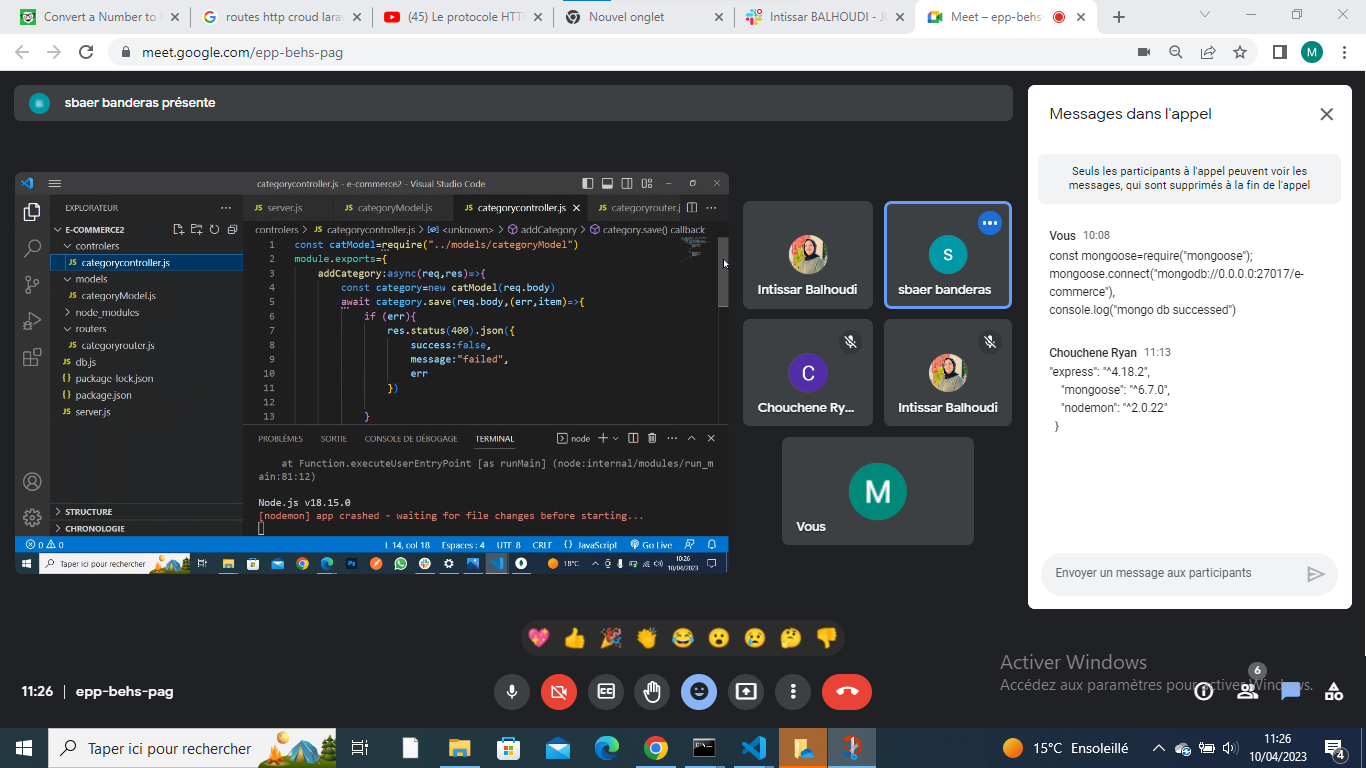 Convert a Number to
routes http croud lara
(45) Le protocole HTT
Nouvel onglet
Intissar BALHOUDI - J
Meet – epp-behs-
meet.google.com/epp-behs-pag
M
sbaer banderas présente
categorycontroller.js - e-commerce2 - Visual Studio Code
EXPLORATEUR
E-COMMERCE2
controlers
categorycontroller.js
models
categoryModel.js
node_modules
routers
categoryrouter.js
db.js
package-lock.json
package.json
server.js
STRUCTURE
CHRONOLOGIE
server.js
categoryModel.js
categorycontroller.js
categoryrouter.j
controlers > categorycontroller.js > <unknown> > addCategory > category.save() callback
1 const catModel=require("../models/categoryModel")
2 module.exports={
3 addCategory:async(req,res)=>{
4 const category=new catModel(req.body)
5 await category.save(req.body,(err,item)=>{
6 if (err){
7 res.status(400).json({
8 success:false,
9 message:"failed",
10 err
11 })
12
13 }
PROBLÈMES SORTIE CONSOLE DE DÉBOGAGE TERMINAL node
at Function.executeUserEntryPoint [as runMain] (node:internal/modules/run_m
ain:81:12)
Node.js v18.15.0
[nodemon] app crashed - waiting for file changes before starting...
0 0 L 14, col 18 Espaces : 4 UTF 8 CRLF {} JavaScript Go Live
Taper ici pour rechercher
18°C
10:26
10/04/2023
Intissar Balhoudi
s
sbaer banderas
C
Chouchene Ry...
Intissar Balhoudi
M
Vous
Messages dans l'appel
Seuls les participants à l'appel peuvent voir les
messages, qui sont supprimés à la fin de l'appel
Vous 10:08
const mongoose=require("mongoose");
mongoose.connect("mongodb://0.0.0.0:27017/e-
commerce"),
console.log("mongo db successed")
Chouchene Ryan 11:13
"express": "^4.18.2",
"mongoose": "^6.7.0",
"nodemon": "^2.0.22"
}
Envoyer un message aux participants
Activer Windows
Accédez aux paramètres pour activer Windows.
6
11:26 | epp-behs-pag
Taper ici pour rechercher
15°C Ensoleillé
11:26
10/04/2023
4